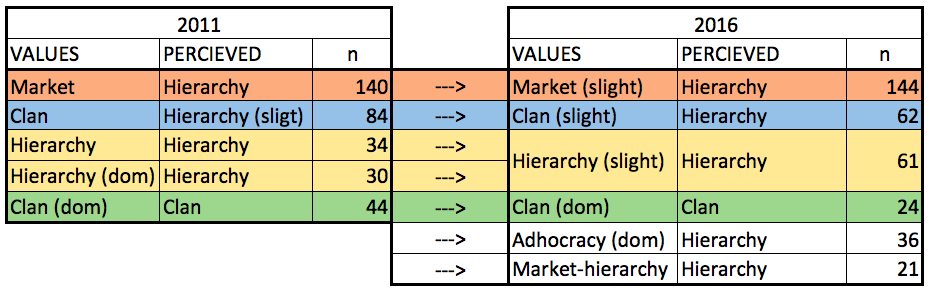 2011 2016
VALUES PERCIEVED n VALUES PERCIEVED n
Market Hierarchy 140 ---> Market (slight) Hierarchy 144
Clan Hierarchy (sligt) 84 ---> Clan (slight) Hierarchy 62
Hierarchy Hierarchy 34 --->
Hierarchy (slight) Hierarchy 61
Hierarchy (dom) Hierarchy 30 --->
Clan (dom) Clan 44 ---> Clan (dom) Clan 24
---> Adhocracy (dom) Hierarchy 36
---> Market-hierarchy Hierarchy 21